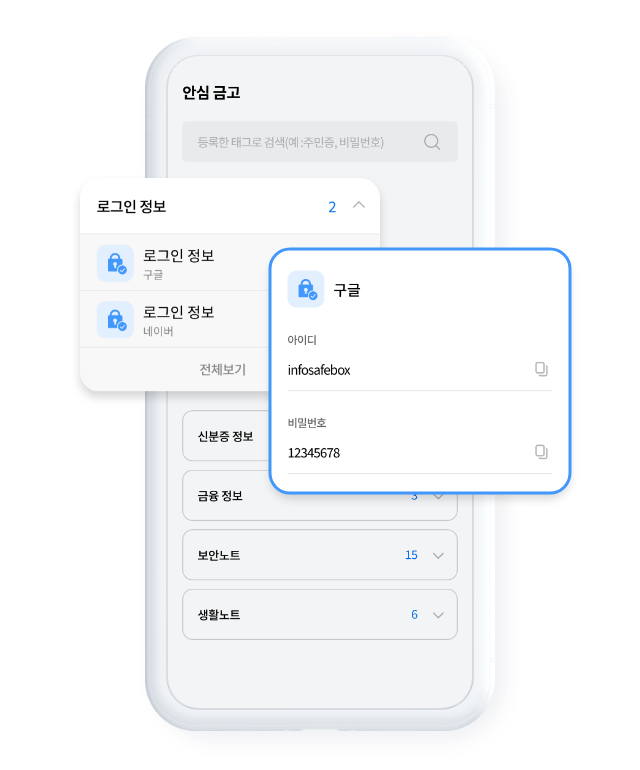 안심 금고
등록한 태그로 검색(예 :주민증, 비밀번호)
로그인 정보 2
로그인 정보
구글
로그인 정보
네이버
전체보기
구글
아이디
infosafebox
비밀번호
12345678
신분증 정보
금융 정보 3
보안노트 15
생활노트 6